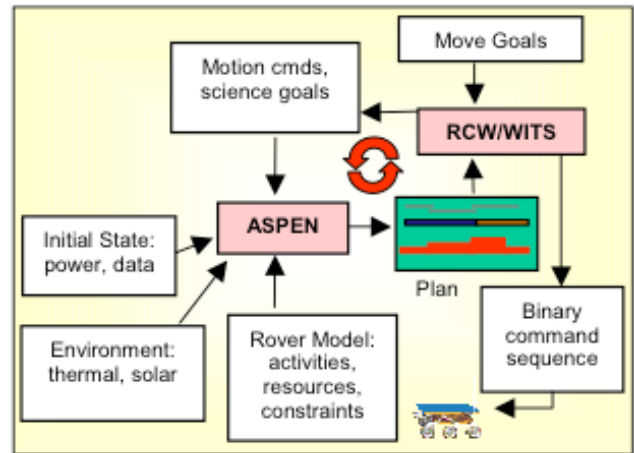 Move Goals
Motion cmds,
science goals
RCW/WITS
ASPEN
Initial State:
power, data
Plan
Environment:
thermal, solar
Rover Model:
activities,
resources,
constraints
Binary
command
sequence